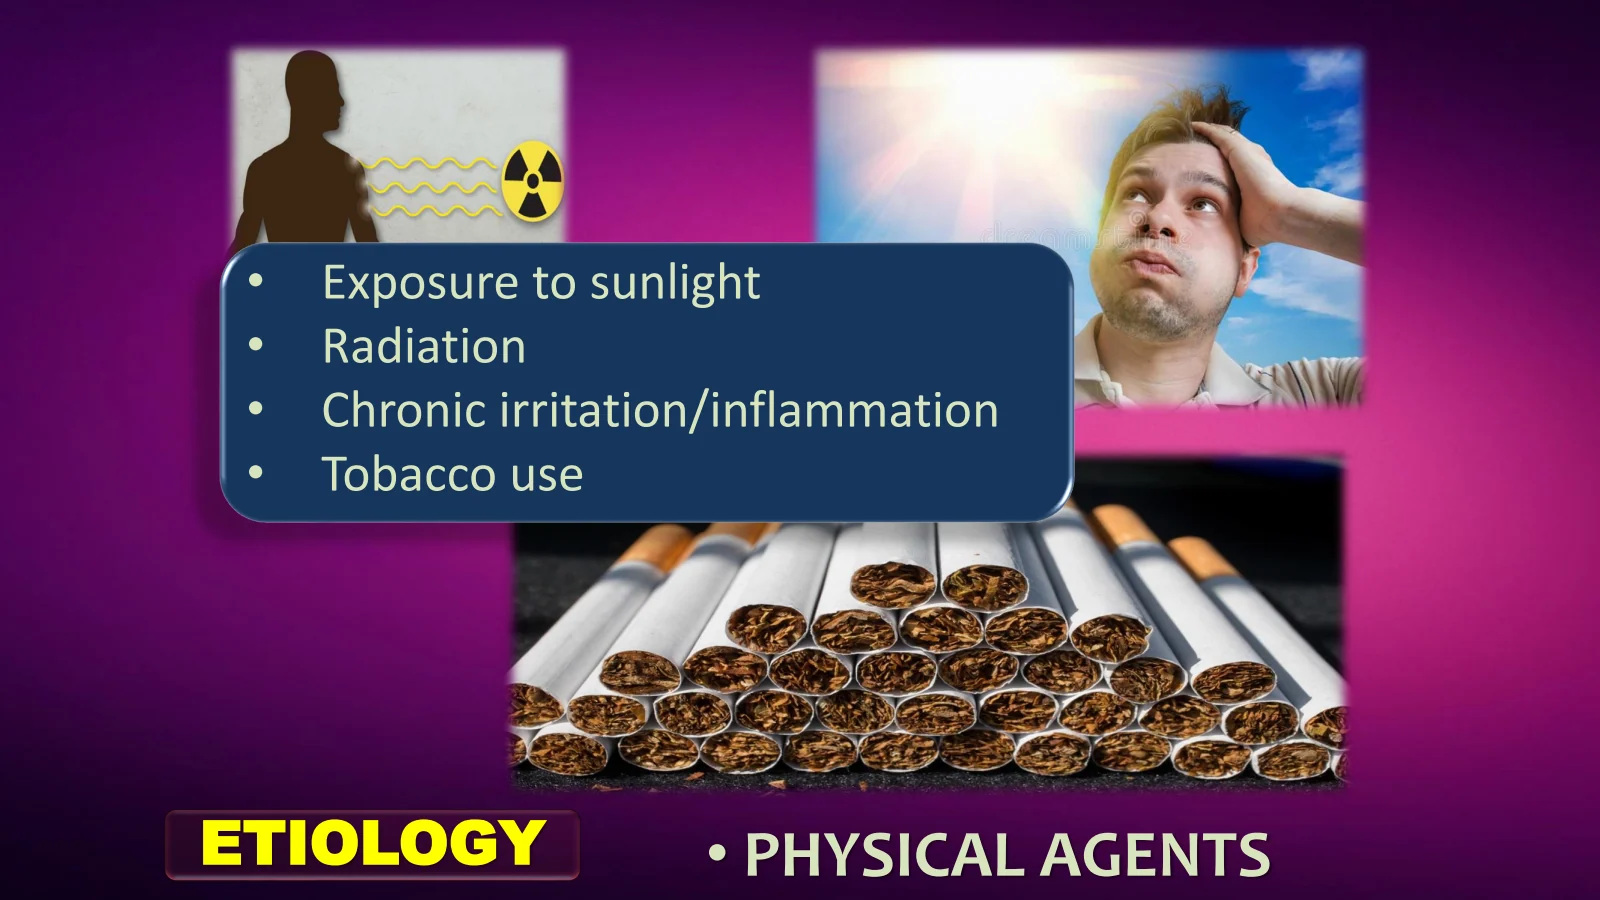 • Exposure to sunlight
• Radiation
• Chronic irritation/inflammation
• Tobacco use
ETIOLOGY
• PHYSICAL AGENTS